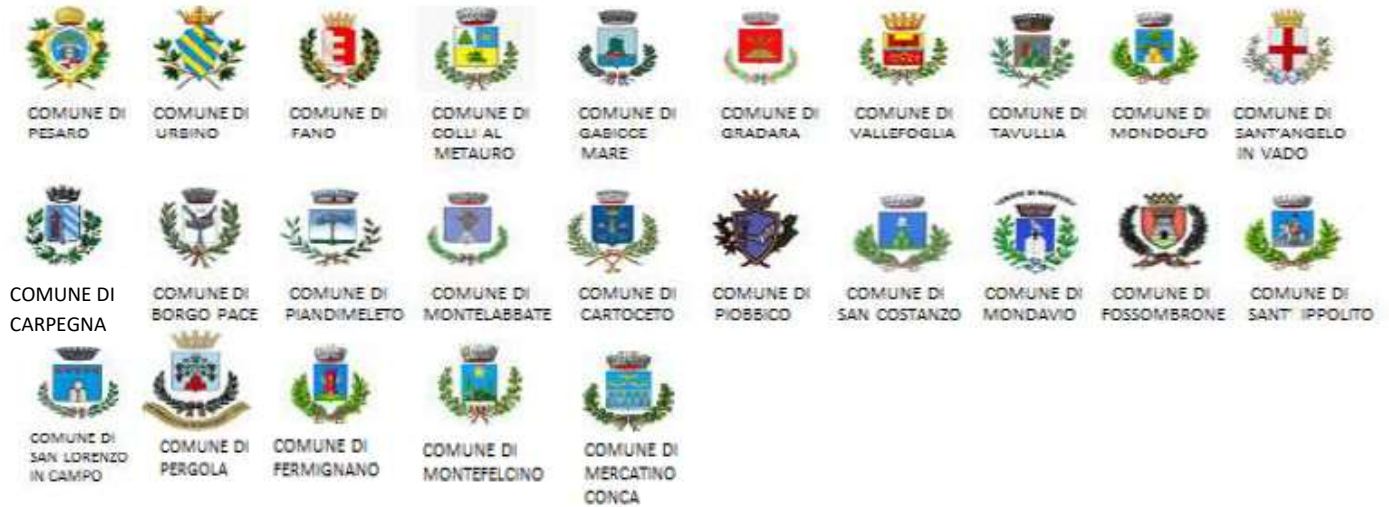 COMUNE DI
PESARO
COMUNE DI
URBINO
COMUNE DI
FANO
COMUNE DI
COLLI AL
METAURO
COMUNE DI
GABICCE
MARE
COMUNE DI
GRADARA
COMUNE DI
VALLEFOGLIA
COMUNE DI
TAVULLIA
COMUNE DI
MONDOLFO
COMUNE DI
SANT'ANGELO
IN VADO
COMUNE DI
CARPEGNA
COMUNE DI
BORGO PACE
COMUNE DI
PIANDIMELETO
COMUNE DI
MONTELABBATE
COMUNE DI
CARTOCETO
COMUNE DI
PIOBBICO
COMUNE DI
SAN COSTANZO
COMUNE DI
MONDAVIO
COMUNE DI
FOSSOMBRONE
COMUNE DI
SANT' IPPOLITO
COMUNE DI
SAN LORENZO
IN CAMPO
COMUNE DI
PERGOLA
COMUNE DI
FERMIGNANO
COMUNE DI
MONTEFELCINO
COMUNE DI
MERCATINO
CONCA